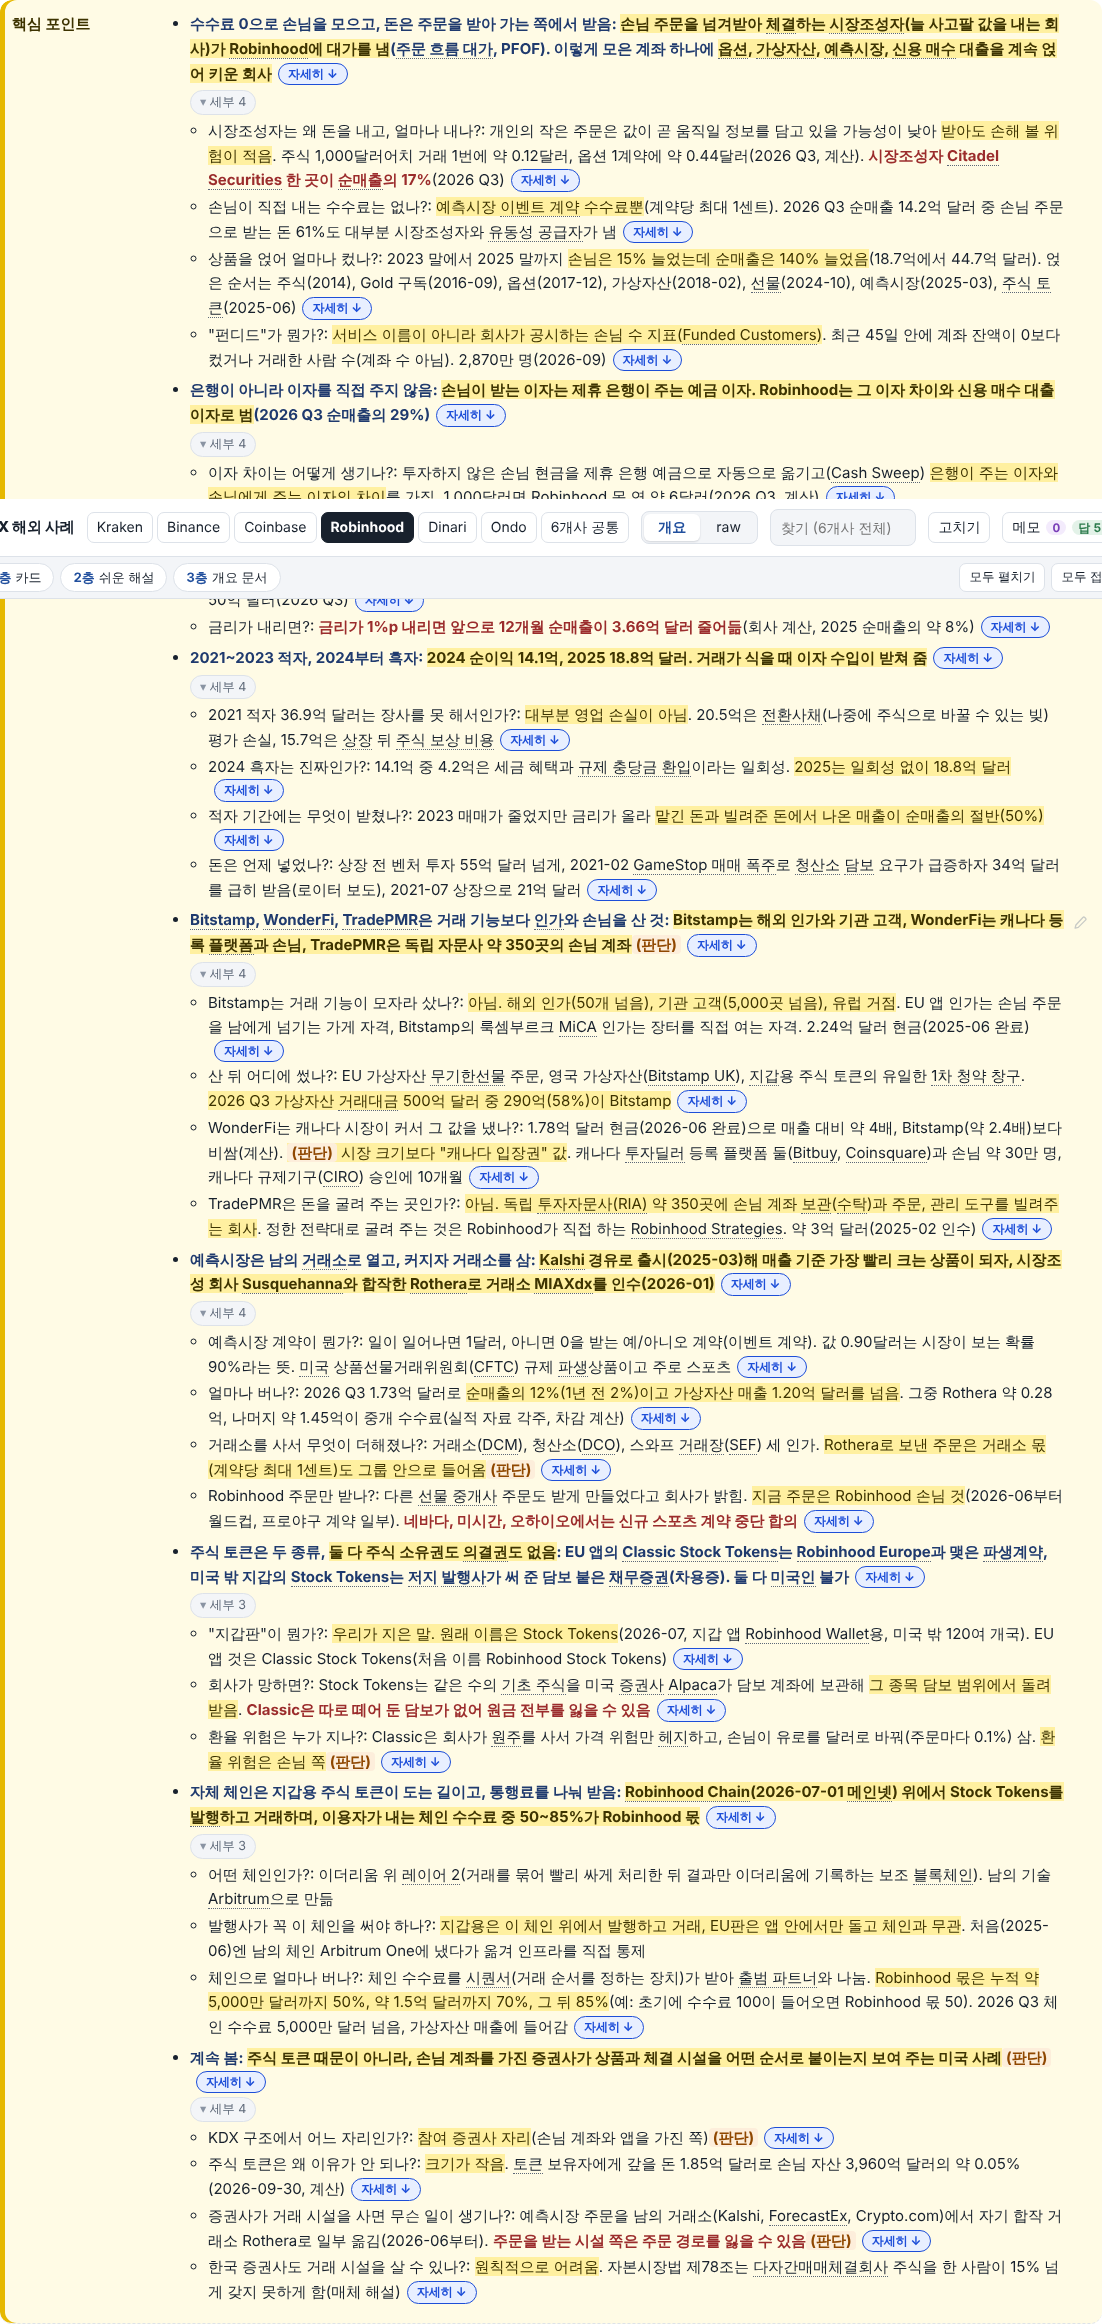 핵심 포인트
• 수수료 0으로 손님을 모으고, 돈은 주문을 받아 가는 쪽에서 받음: 손님 주문을 넘겨받아 체결하는 시장조성자(늘 사고팔 값을 내는 회
사)가 Robinhood에 대가를 냄(주문 흐름 대가, PFOF). 이렇게 모은 계좌 하나에 옵션, 가상자산, 예측시장, 신용 매수 대출을 계속 얹
어 키운 회사 자세히 ↓
▾ 세부 4
◦ 시장조성자는 왜 돈을 내고, 얼마나 내나?: 개인의 작은 주문은 값이 곧 움직일 정보를 담고 있을 가능성이 낮아 받아도 손해 볼 위
험이 적음. 주식 1,000달러어치 거래 1번에 약 0.12달러, 옵션 1계약에 약 0.44달러(2026 Q3, 계산). 시장조성자 Citadel
Securities 한 곳이 순매출의 17%(2026 Q3) 자세히 ↓
◦ 손님이 직접 내는 수수료는 없나?: 예측시장 이벤트 계약 수수료뿐(계약당 최대 1센트). 2026 Q3 순매출 14.2억 달러 중 손님 주문
으로 받는 돈 61%도 대부분 시장조성자와 유동성 공급자가 냄 자세히 ↓
◦ 상품을 얹어 얼마나 컸나?: 2023 말에서 2025 말까지 손님은 15% 늘었는데 순매출은 140% 늘었음(18.7억에서 44.7억 달러). 얹
은 순서는 주식(2014), Gold 구독(2016-09), 옵션(2017-12), 가상자산(2018-02), 선물(2024-10), 예측시장(2025-03), 주식 토
큰(2025-06) 자세히 ↓
◦ "펀디드"가 뭔가?: 서비스 이름이 아니라 회사가 공시하는 손님 수 지표(Funded Customers). 최근 45일 안에 계좌 잔액이 0보다
컸거나 거래한 사람 수(계좌 수 아님). 2,870만 명(2026-09) 자세히 ↓
• 은행이 아니라 이자를 직접 주지 않음: 손님이 받는 이자는 제휴 은행이 주는 예금 이자. Robinhood는 그 이자 차이와 신용 매수 대출
이자로 범(2026 Q3 순매출의 29%) 자세히 ↓
▾ 세부 4
◦ 이자 차이는 어떻게 생기나?: 투자하지 않은 손님 현금을 제휴 은행 예금으로 자동으로 옮기고(Cash Sweep) 은행이 주는 이자와
손님에게 주는 이자의 차이를 가짐. 1,000달러면 Robinhood 몫 연 약 6달러(2026 Q3, 계산) 자세히 ↓
X 해외 사례 Kraken Binance Coinbase Robinhood Dinari Ondo 6개사 공통 개요 raw 찾기 (6개사 전체) 고치기 메모 0 답 5
층 카드 2층 쉬운 해설 3층 개요 문서 모두 펼치기 모두 접
50억 달러(2026 Q3) 자세히 ↓
◦ 금리가 내리면?: 금리가 1%p 내리면 앞으로 12개월 순매출이 3.66억 달러 줄어듦(회사 계산, 2025 순매출의 약 8%) 자세히 ↓
• 2021~2023 적자, 2024부터 흑자: 2024 순이익 14.1억, 2025 18.8억 달러. 거래가 식을 때 이자 수입이 받쳐 줌 자세히 ↓
▾ 세부 4
◦ 2021 적자 36.9억 달러는 장사를 못 해서인가?: 대부분 영업 손실이 아님. 20.5억은 전환사채(나중에 주식으로 바꿀 수 있는 빚)
평가 손실, 15.7억은 상장 뒤 주식 보상 비용 자세히 ↓
◦ 2024 흑자는 진짜인가?: 14.1억 중 4.2억은 세금 혜택과 규제 충당금 환입이라는 일회성. 2025는 일회성 없이 18.8억 달러
자세히 ↓
◦ 적자 기간에는 무엇이 받쳤나?: 2023 매매가 줄었지만 금리가 올라 맡긴 돈과 빌려준 돈에서 나온 매출이 순매출의 절반(50%)
자세히 ↓
◦ 돈은 언제 넣었나?: 상장 전 벤처 투자 55억 달러 넘게, 2021-02 GameStop 매매 폭주로 청산소 담보 요구가 급증하자 34억 달러
를 급히 받음(로이터 보도), 2021-07 상장으로 21억 달러 자세히 ↓
• Bitstamp, WonderFi, TradePMR은 거래 기능보다 인가와 손님을 산 것: Bitstamp는 해외 인가와 기관 고객, WonderFi는 캐나다 등
록 플랫폼과 손님, TradePMR은 독립 자문사 약 350곳의 손님 계좌 (판단) 자세히 ↓
▾ 세부 4
◦ Bitstamp는 거래 기능이 모자라 샀나?: 아님. 해외 인가(50개 넘음), 기관 고객(5,000곳 넘음), 유럽 거점. EU 앱 인가는 손님 주문
을 남에게 넘기는 가게 자격, Bitstamp의 룩셈부르크 MiCA 인가는 장터를 직접 여는 자격. 2.24억 달러 현금(2025-06 완료)
자세히 ↓
◦ 산 뒤 어디에 썼나?: EU 가상자산 무기한선물 주문, 영국 가상자산(Bitstamp UK), 지갑용 주식 토큰의 유일한 1차 청약 창구.
2026 Q3 가상자산 거래대금 500억 달러 중 290억(58%)이 Bitstamp 자세히 ↓
◦ WonderFi는 캐나다 시장이 커서 그 값을 냈나?: 1.78억 달러 현금(2026-06 완료)으로 매출 대비 약 4배, Bitstamp(약 2.4배)보다
비쌈(계산). (판단) 시장 크기보다 "캐나다 입장권" 값. 캐나다 투자딜러 등록 플랫폼 둘(Bitbuy, Coinsquare)과 손님 약 30만 명,
캐나다 규제기구(CIRO) 승인에 10개월 자세히 ↓
◦ TradePMR은 돈을 굴려 주는 곳인가?: 아님. 독립 투자자문사(RIA) 약 350곳에 손님 계좌 보관(수탁)과 주문, 관리 도구를 빌려주
는 회사. 정한 전략대로 굴려 주는 것은 Robinhood가 직접 하는 Robinhood Strategies. 약 3억 달러(2025-02 인수) 자세히 ↓
• 예측시장은 남의 거래소로 열고, 커지자 거래소를 삼: Kalshi 경유로 출시(2025-03)해 매출 기준 가장 빨리 크는 상품이 되자, 시장조
성 회사 Susquehanna와 합작한 Rothera로 거래소 MIAXdx를 인수(2026-01) 자세히 ↓
▾ 세부 4
◦ 예측시장 계약이 뭔가?: 일이 일어나면 1달러, 아니면 0을 받는 예/아니오 계약(이벤트 계약). 값 0.90달러는 시장이 보는 확률
90%라는 뜻. 미국 상품선물거래위원회(CFTC) 규제 파생상품이고 주로 스포츠 자세히 ↓
◦ 얼마나 버나?: 2026 Q3 1.73억 달러로 순매출의 12%(1년 전 2%)이고 가상자산 매출 1.20억 달러를 넘음. 그중 Rothera 약 0.28
억, 나머지 약 1.45억이 중개 수수료(실적 자료 각주, 차감 계산) 자세히 ↓
◦ 거래소를 사서 무엇이 더해졌나?: 거래소(DCM), 청산소(DCO), 스와프 거래장(SEF) 세 인가. Rothera로 보낸 주문은 거래소 몫
(계약당 최대 1센트)도 그룹 안으로 들어옴 (판단) 자세히 ↓
◦ Robinhood 주문만 받나?: 다른 선물 중개사 주문도 받게 만들었다고 회사가 밝힘. 지금 주문은 Robinhood 손님 것(2026-06부터
월드컵, 프로야구 계약 일부). 네바다, 미시간, 오하이오에서는 신규 스포츠 계약 중단 합의 자세히 ↓
• 주식 토큰은 두 종류, 둘 다 주식 소유권도 의결권도 없음: EU 앱의 Classic Stock Tokens는 Robinhood Europe과 맺은 파생계약,
미국 밖 지갑의 Stock Tokens는 저지 발행사가 써 준 담보 붙은 채무증권(차용증). 둘 다 미국인 불가 자세히 ↓
▾ 세부 3
◦ "지갑판"이 뭔가?: 우리가 지은 말. 원래 이름은 Stock Tokens(2026-07, 지갑 앱 Robinhood Wallet용, 미국 밖 120여 개국). EU
앱 것은 Classic Stock Tokens(처음 이름 Robinhood Stock Tokens) 자세히 ↓
◦ 회사가 망하면?: Stock Tokens는 같은 수의 기초 주식을 미국 증권사 Alpaca가 담보 계좌에 보관해 그 종목 담보 범위에서 돌려
받음. Classic은 따로 떼어 둔 담보가 없어 원금 전부를 잃을 수 있음 자세히 ↓
◦ 환율 위험은 누가 지나?: Classic은 회사가 원주를 사서 가격 위험만 헤지하고, 손님이 유로를 달러로 바꿔(주문마다 0.1%) 삼. 환
율 위험은 손님 쪽 (판단) 자세히 ↓
• 자체 체인은 지갑용 주식 토큰이 도는 길이고, 통행료를 나눠 받음: Robinhood Chain(2026-07-01 메인넷) 위에서 Stock Tokens를
발행하고 거래하며, 이용자가 내는 체인 수수료 중 50~85%가 Robinhood 몫 자세히 ↓
▾ 세부 3
◦ 어떤 체인인가?: 이더리움 위 레이어 2(거래를 묶어 빨리 싸게 처리한 뒤 결과만 이더리움에 기록하는 보조 블록체인). 남의 기술
Arbitrum으로 만듦
◦ 발행사가 꼭 이 체인을 써야 하나?: 지갑용은 이 체인 위에서 발행하고 거래, EU판은 앱 안에서만 돌고 체인과 무관. 처음(2025-
06)엔 남의 체인 Arbitrum One에 냈다가 옮겨 인프라를 직접 통제
◦ 체인으로 얼마나 버나?: 체인 수수료를 시퀀서(거래 순서를 정하는 장치)가 받아 출범 파트너와 나눔. Robinhood 몫은 누적 약
5,000만 달러까지 50%, 약 1.5억 달러까지 70%, 그 뒤 85%(예: 초기에 수수료 100이 들어오면 Robinhood 몫 50). 2026 Q3 체
인 수수료 5,000만 달러 넘음, 가상자산 매출에 들어감 자세히 ↓
• 계속 봄: 주식 토큰 때문이 아니라, 손님 계좌를 가진 증권사가 상품과 체결 시설을 어떤 순서로 붙이는지 보여 주는 미국 사례 (판단)
자세히 ↓
▾ 세부 4
◦ KDX 구조에서 어느 자리인가?: 참여 증권사 자리(손님 계좌와 앱을 가진 쪽) (판단) 자세히 ↓
◦ 주식 토큰은 왜 이유가 안 되나?: 크기가 작음. 토큰 보유자에게 갚을 돈 1.85억 달러로 손님 자산 3,960억 달러의 약 0.05%
(2026-09-30, 계산) 자세히 ↓
◦ 증권사가 거래 시설을 사면 무슨 일이 생기나?: 예측시장 주문을 남의 거래소(Kalshi, ForecastEx, Crypto.com)에서 자기 합작 거
래소 Rothera로 일부 옮김(2026-06부터). 주문을 받는 시설 쪽은 주문 경로를 잃을 수 있음 (판단) 자세히 ↓
◦ 한국 증권사도 거래 시설을 살 수 있나?: 원칙적으로 어려움. 자본시장법 제78조는 다자간매매체결회사 주식을 한 사람이 15% 넘
게 갖지 못하게 함(매체 해설) 자세히 ↓